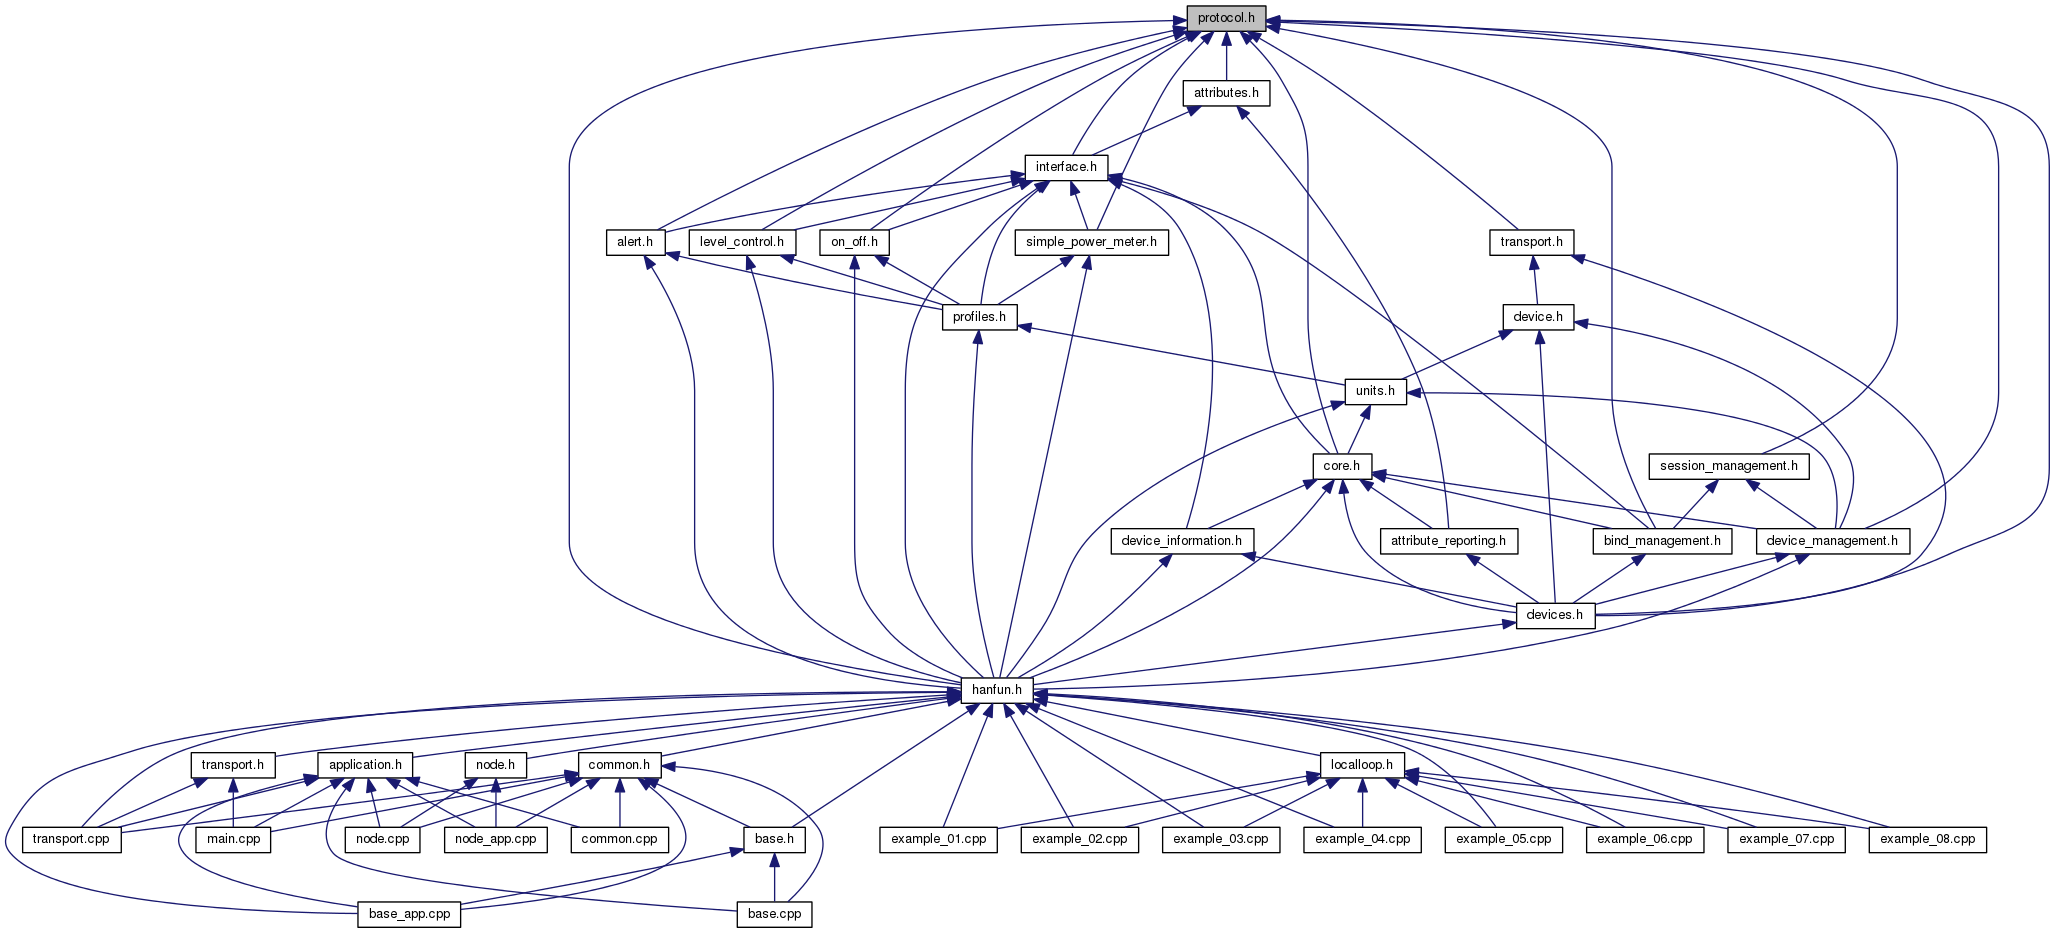 protocol.h
attributes.h
interface.h
alert.h
level_control.h
on_off.h
simple_power_meter.h
transport.h
profiles.h
device.h
units.h
core.h
session_management.h
device_information.h
attribute_reporting.h
bind_management.h
device_management.h
devices.h
hanfun.h
transport.h
application.h
node.h
common.h
localloop.h
transport.cpp
main.cpp
node.cpp
node_app.cpp
common.cpp
base.h
example_01.cpp
example_02.cpp
example_03.cpp
example_04.cpp
example_05.cpp
example_06.cpp
example_07.cpp
example_08.cpp
base_app.cpp
base.cpp